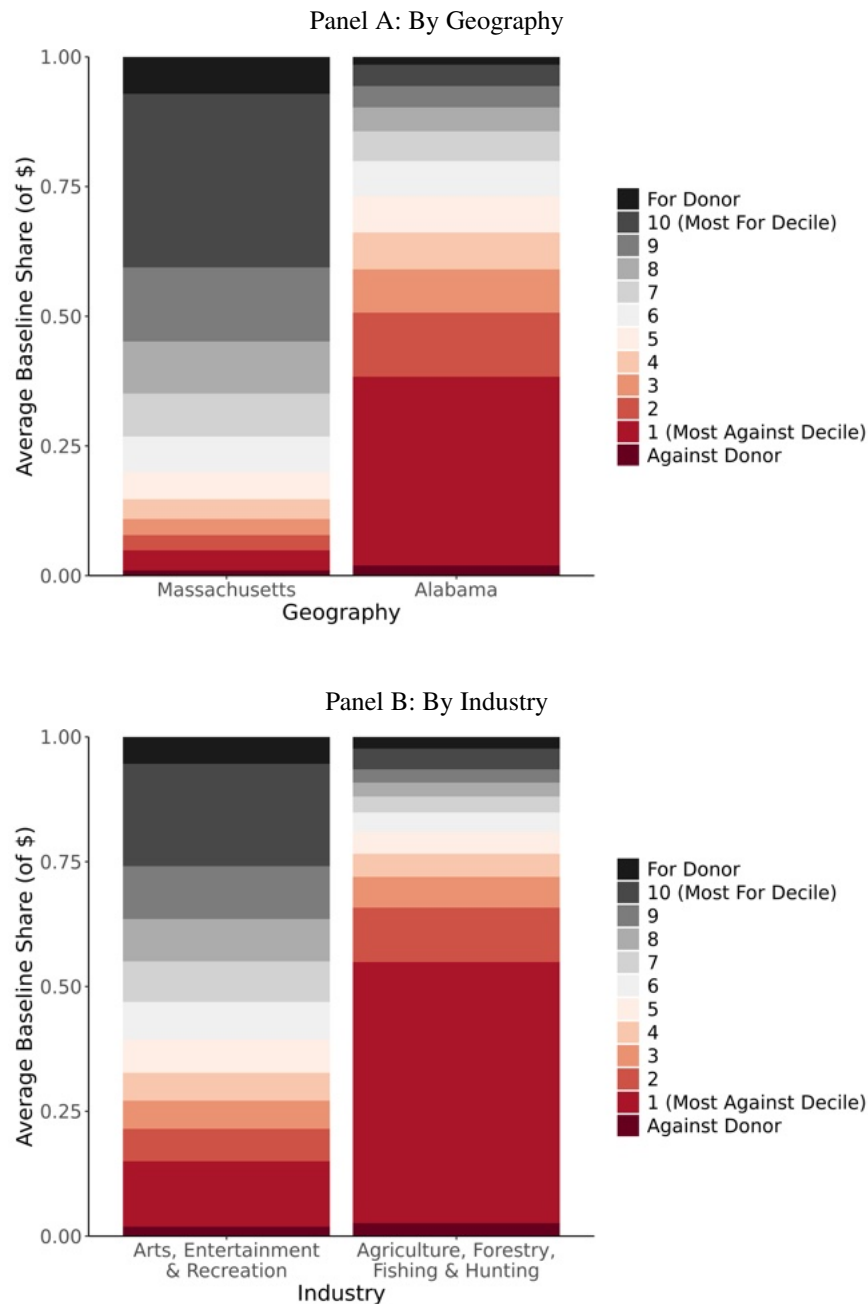 Panel A: By Geography
1.00
0.75
0.50
0.25
0.00
Average Baseline Share (of $)
Massachusetts
Alabama
Geography
For Donor
10 (Most For Decile)
9
8
7
6
5
4
3
2
1 (Most Against Decile)
Against Donor
Panel B: By Industry
1.00
0.75
0.50
0.25
0.00
Average Baseline Share (of $)
Arts, Entertainment
& Recreation
Agriculture, Forestry,
Fishing & Hunting
Industry
For Donor
10 (Most For Decile)
9
8
7
6
5
4
3
2
1 (Most Against Decile)
Against Donor